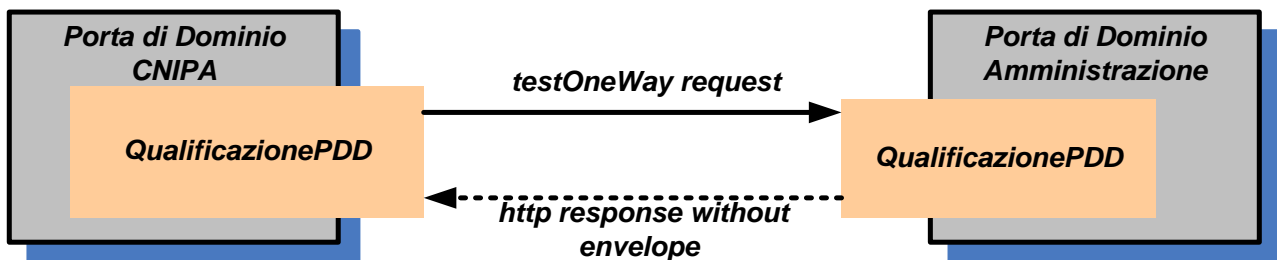 Porta di Dominio
CNIPA
QualificazionePDD
testOneWay request
http response without
envelope
Porta di Dominio
Amministrazione
QualificazionePDD